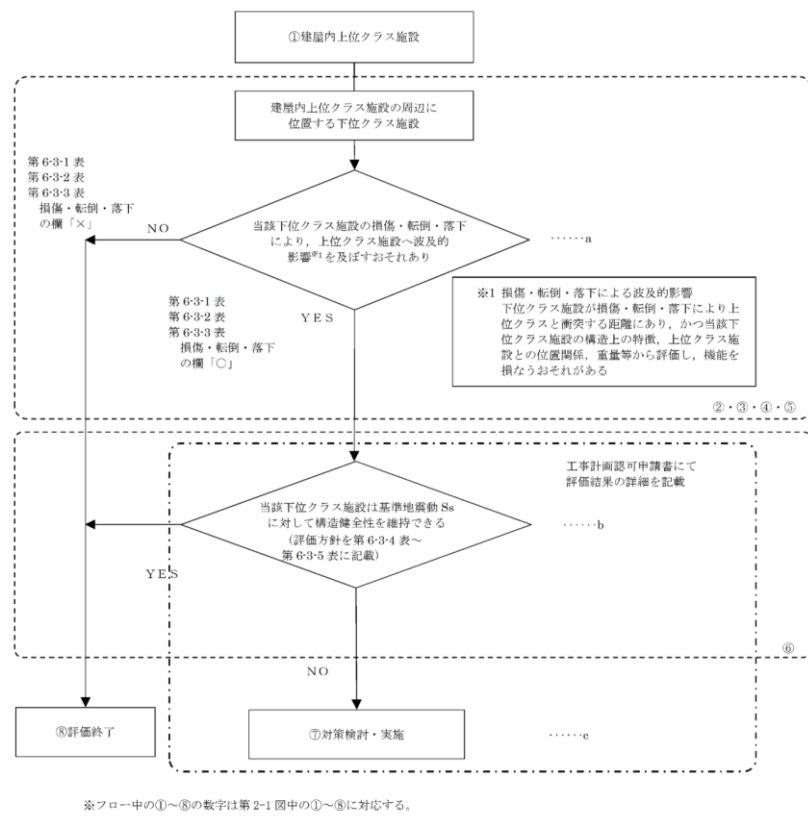 ①建屋内上位クラス施設
建屋内上位クラス施設の周辺に
位置する下位クラス施設
第 6-3-1 表
第 6-3-2 表
第 6-3-3 表
損傷・転倒・落下
の欄「×」
NO
当該下位クラス施設の損傷・転倒・落下
により，上位クラス施設へ波及的
影響※1を及ぼすおそれあり
……a
第 6-3-1 表
第 6-3-2 表
第 6-3-3 表
損傷・転倒・落下
の欄「○」
YES
※1 損傷・転倒・落下による波及的影響
下位クラス施設が損傷・転倒・落下により上
位クラスと衝突する距離にあり，かつ当該下
位クラス施設の構造上の特徴，上位クラス施
設との位置関係，重量等から評価し，機能を
損なうおそれがある
②・③・④・⑤
工事計画認可申請書にて
評価結果の詳細を記載
当該下位クラス施設は基準地震動 Ss
に対して構造健全性を維持できる
（評価方針を第 6-3-4 表～
第 6-3-5 表に記載）
……b
YES
⑥
NO
⑧評価終了
⑦対策検討・実施
……c
※フロー中の①～⑧の数字は第 2-1 図中の①～⑧に対応する。